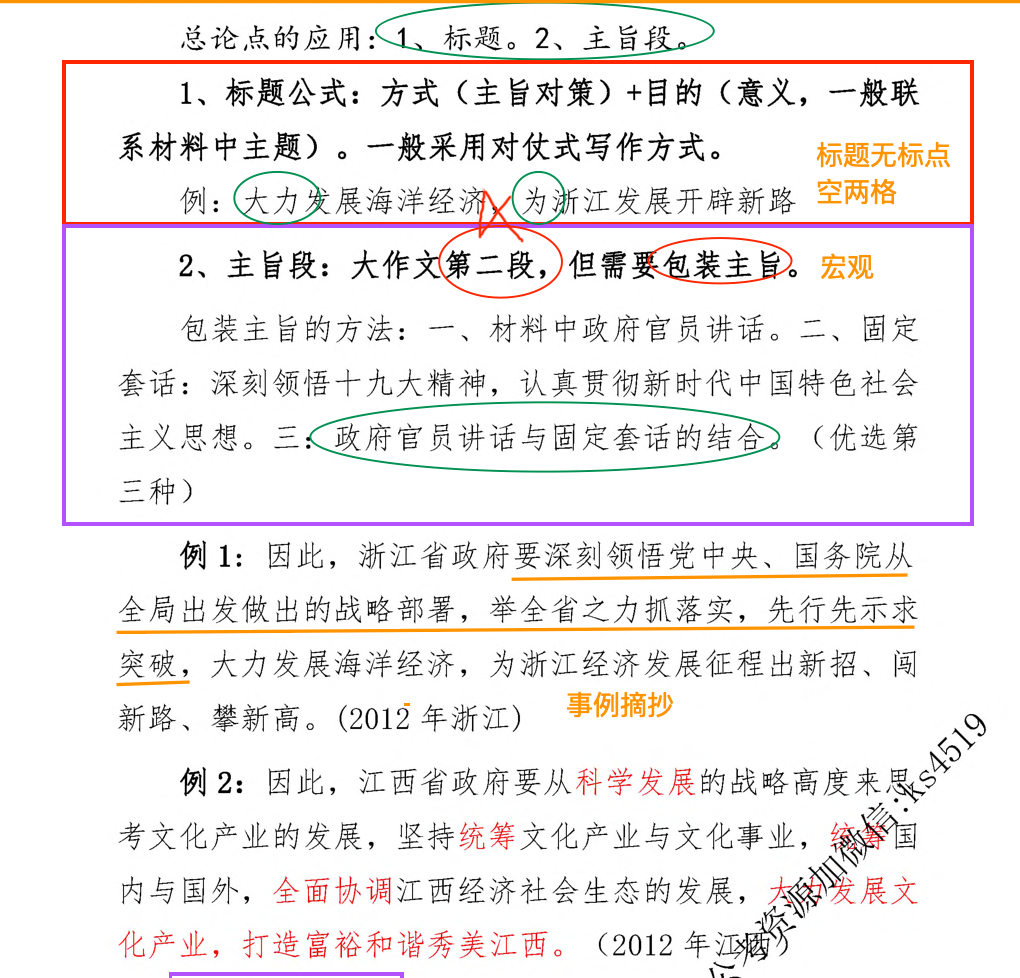 总论点的应用：1、标题。2、主旨段。
1、标题公式：方式（主旨对策）+目的（意义，一般联
系材料中主题）。一般采用对仗式写作方式。
标题无标点
空两格
例：大力发展海洋经济，为浙江发展开辟新路
2、主旨段：大作文第二段，但需要包装主旨。 宏观
包装主旨的方法：一、材料中政府官员讲话。二、固定
套话：深刻领悟十九大精神，认真贯彻新时代中国特色社会
主义思想。三：政府官员讲话与固定套话的结合。（优选第
三种）
例 1：因此，浙江省政府要深刻领悟党中央、国务院从
全局出发做出的战略部署，举全省之力抓落实，先行先示求
突破，大力发展海洋经济，为浙江经济发展征程出新招、闯
新路、攀新高。(2012 年浙江) 事例摘抄
例 2：因此，江西省政府要从科学发展的战略高度来思
考文化产业的发展，坚持统筹文化产业与文化事业，统筹国
内与国外，全面协调江西经济社会生态的发展，大力发展文
化产业，打造富裕和谐秀美江西。（2012 年江西）
资源加微信:ks4519